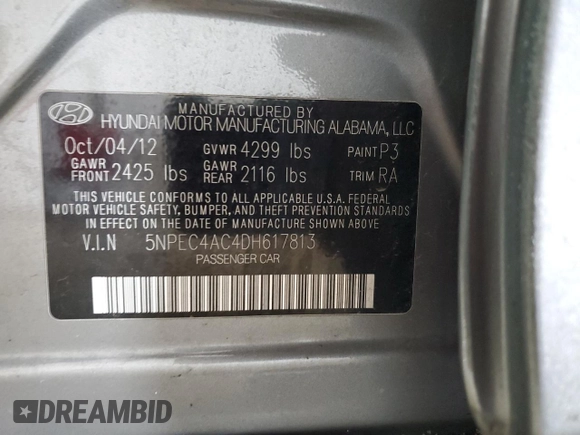 MANUFACTURED BY
HYUNDAI MOTOR MANUFACTURING ALABAMA, LLC
Oct/04/12 GVWR 4299 lbs PAINT P3
GAWR FRONT 2425 lbs GAWR REAR 2116 lbs TRIM RA
THIS VEHICLE CONFORMS TO ALL APPLICABLE U.S.A. FEDERAL
MOTOR VEHICLE SAFETY, BUMPER, AND THEFT PREVENTION STANDARDS
IN EFFECT ON THE DATE OF MANUFACTURE SHOWN ABOVE.
V.I.N 5NPEC4AC4DH617813
PASSENGER CAR
DREAMBID